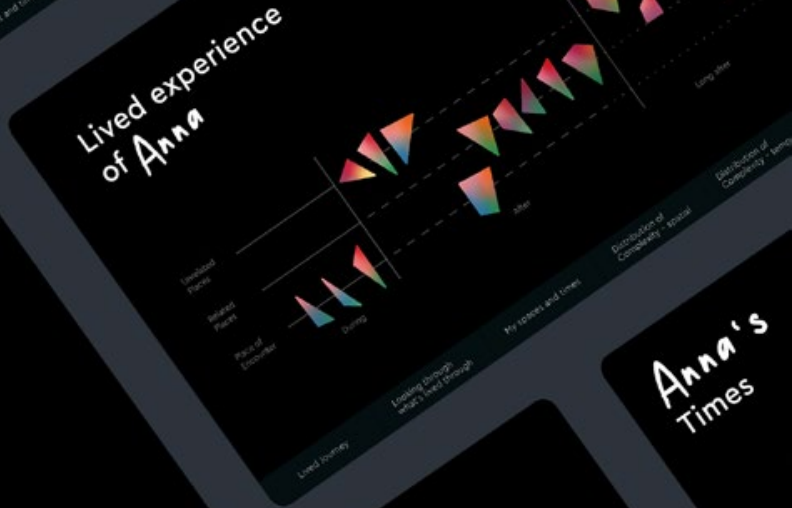 Lived experience
of Anna
Long after
After
Unrelated
Places
Related
Places
Place of
Encounter
During
Lived journey
Looking through
what's lived through
My spaces and times
Distribution of
Complexity - spatial
Distribution of
Complexity -
Anna's
Times